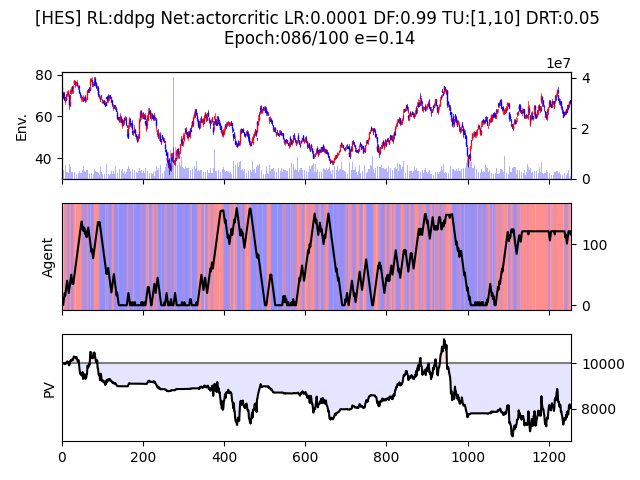 [HES] RL:ddpg Net:actorcritic LR:0.0001 DF:0.99 TU:[1,10] DRT:0.05
Epoch:086/100 e=0.14
1e7
80
60
40
Env.
4
2
0
Agent
100
0
PV
10000
8000
0 200 400 600 800 1000 1200